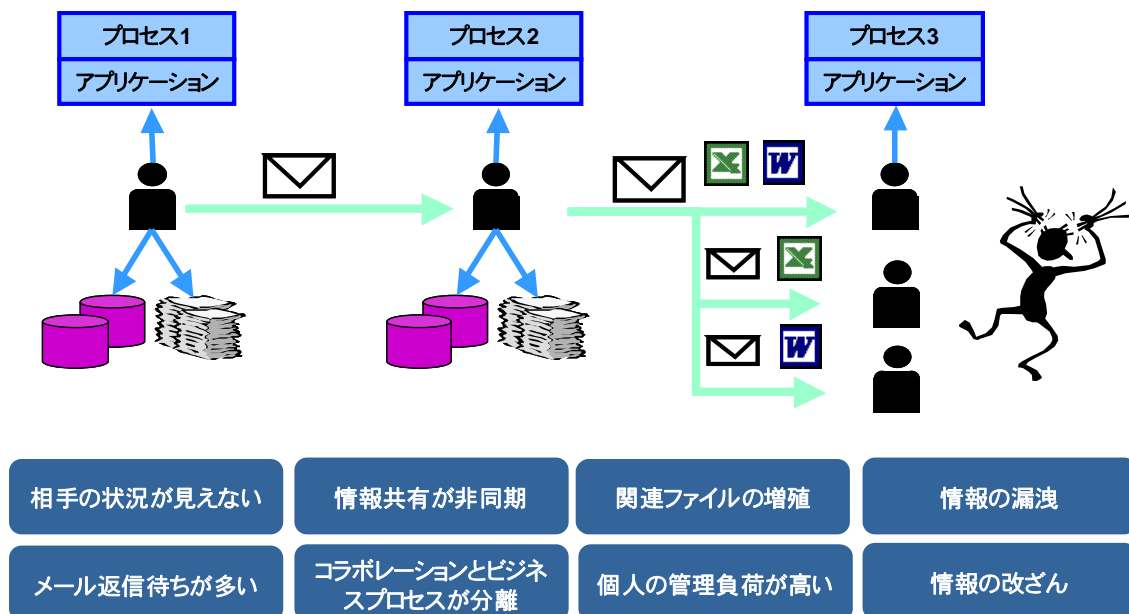 プロセス1
アプリケーション
プロセス2
アプリケーション
プロセス3
アプリケーション
X
W
X
W
相手の状況が見えない
情報共有が非同期
関連ファイルの増殖
情報の漏洩
メール返信待ちが多い
コラボレーションとビジネ
スプロセスが分離
個人の管理負荷が高い
情報の改ざん